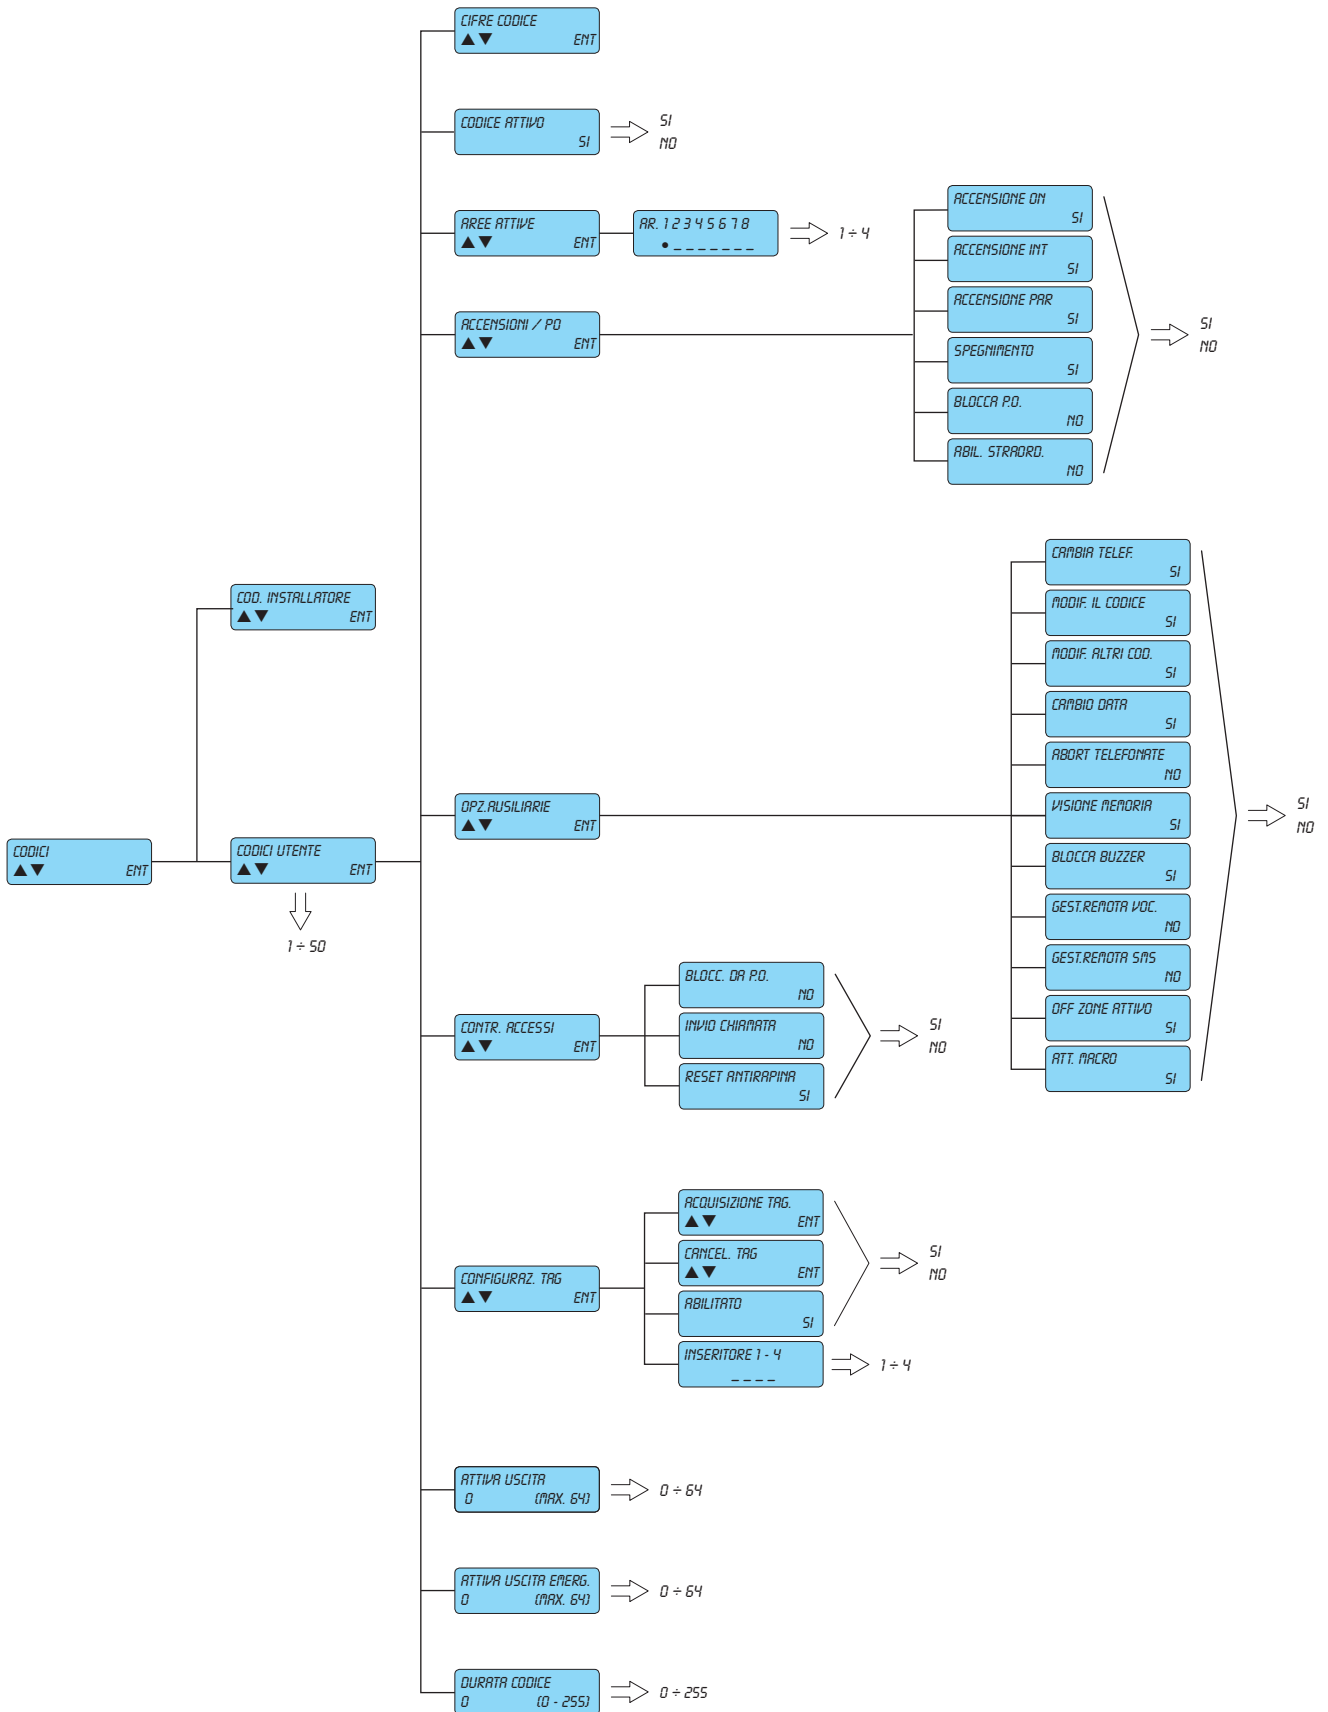 CIFRE CODICE
▲ ▼ ENT
CODICE ATTIVO
SI
SI
NO
AREE ATTIVE
▲ ▼ ENT
AR. 1 2 3 4 5 6 7 8
● _ _ _ _ _ _ _
1 ÷ 4
ACCENSIONI / PO
▲ ▼ ENT
ACCENSIONE ON
SI
ACCENSIONE INT
SI
ACCENSIONE PAR
SI
SPEGNIMENTO
SI
BLOCCA P.O.
NO
ABIL. STRAORD.
NO
SI
NO
COD. INSTALLATORE
▲ ▼ ENT
CODICI
▲ ▼ ENT
CODICI UTENTE
▲ ▼ ENT
1 ÷ 50
OPZ.AUSILIARIE
▲ ▼ ENT
CAMBIA TELEF.
SI
MODIF. IL CODICE
SI
MODIF. ALTRI COD.
SI
CAMBIO DATA
SI
ABORT TELEFONATE
NO
VISIONE MEMORIA
SI
BLOCCA BUZZER
SI
GEST.REMOTA VOC.
NO
GEST.REMOTA SMS
NO
OFF ZONE ATTIVO
SI
ATT. MACRO
SI
SI
NO
CONTR. ACCESSI
▲ ▼ ENT
BLOCC. DA P.O.
NO
INVIO CHIAMATA
NO
RESET ANTIRAPINA
SI
SI
NO
CONFIGURAZ. TAG
▲ ▼ ENT
ACQUISIZIONE TAG.
▲ ▼ ENT
CANCEL. TAG
▲ ▼ ENT
ABILITATO
SI
SI
NO
INSERITORE 1 - 4
_ _ _ _
1 ÷ 4
ATTIVA USCITA
0 (MAX. 64)
0 ÷ 64
ATTIVA USCITA EMERG.
0 (MAX. 64)
0 ÷ 64
DURATA CODICE
0 (0 - 255)
0 ÷ 255